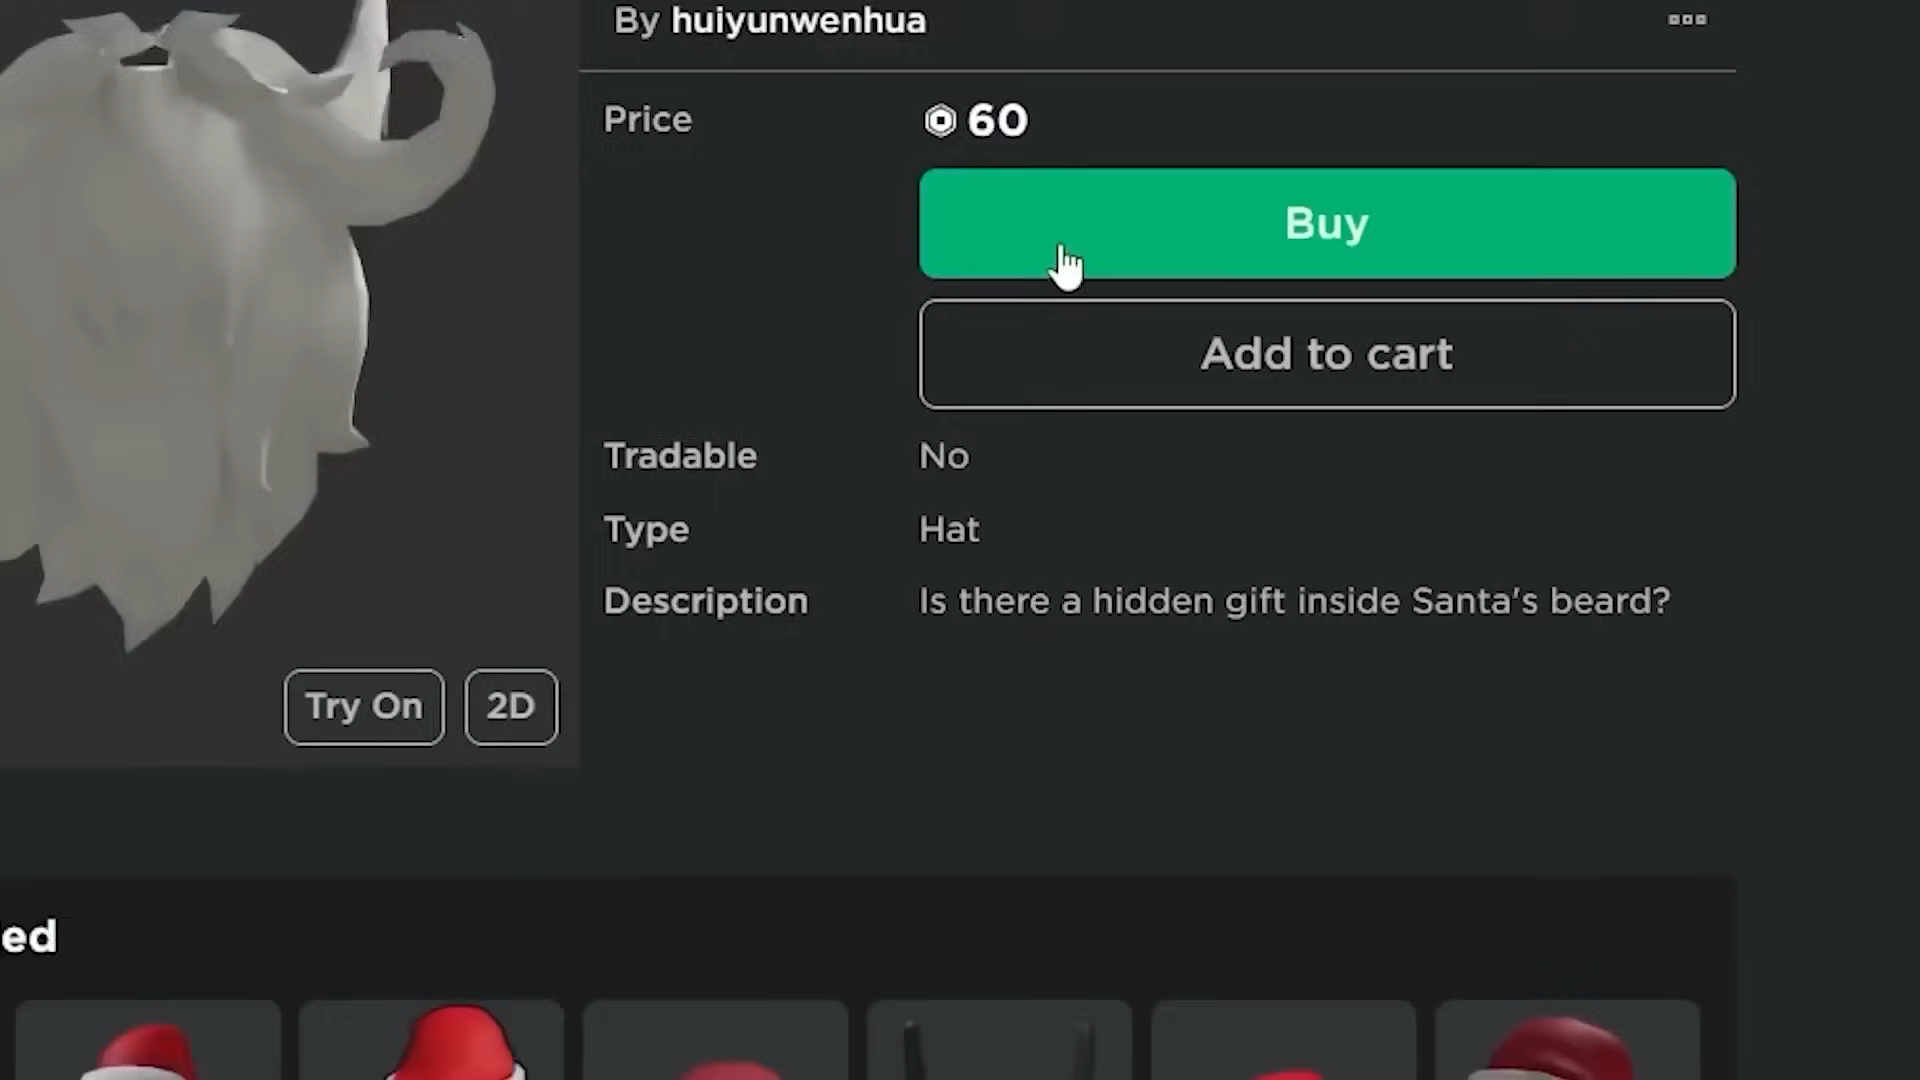 By huiyunwenhua
Price 60
Buy
Add to cart
Tradable No
Type Hat
Description Is there a hidden gift inside Santa's beard?
Try On 2D
ed